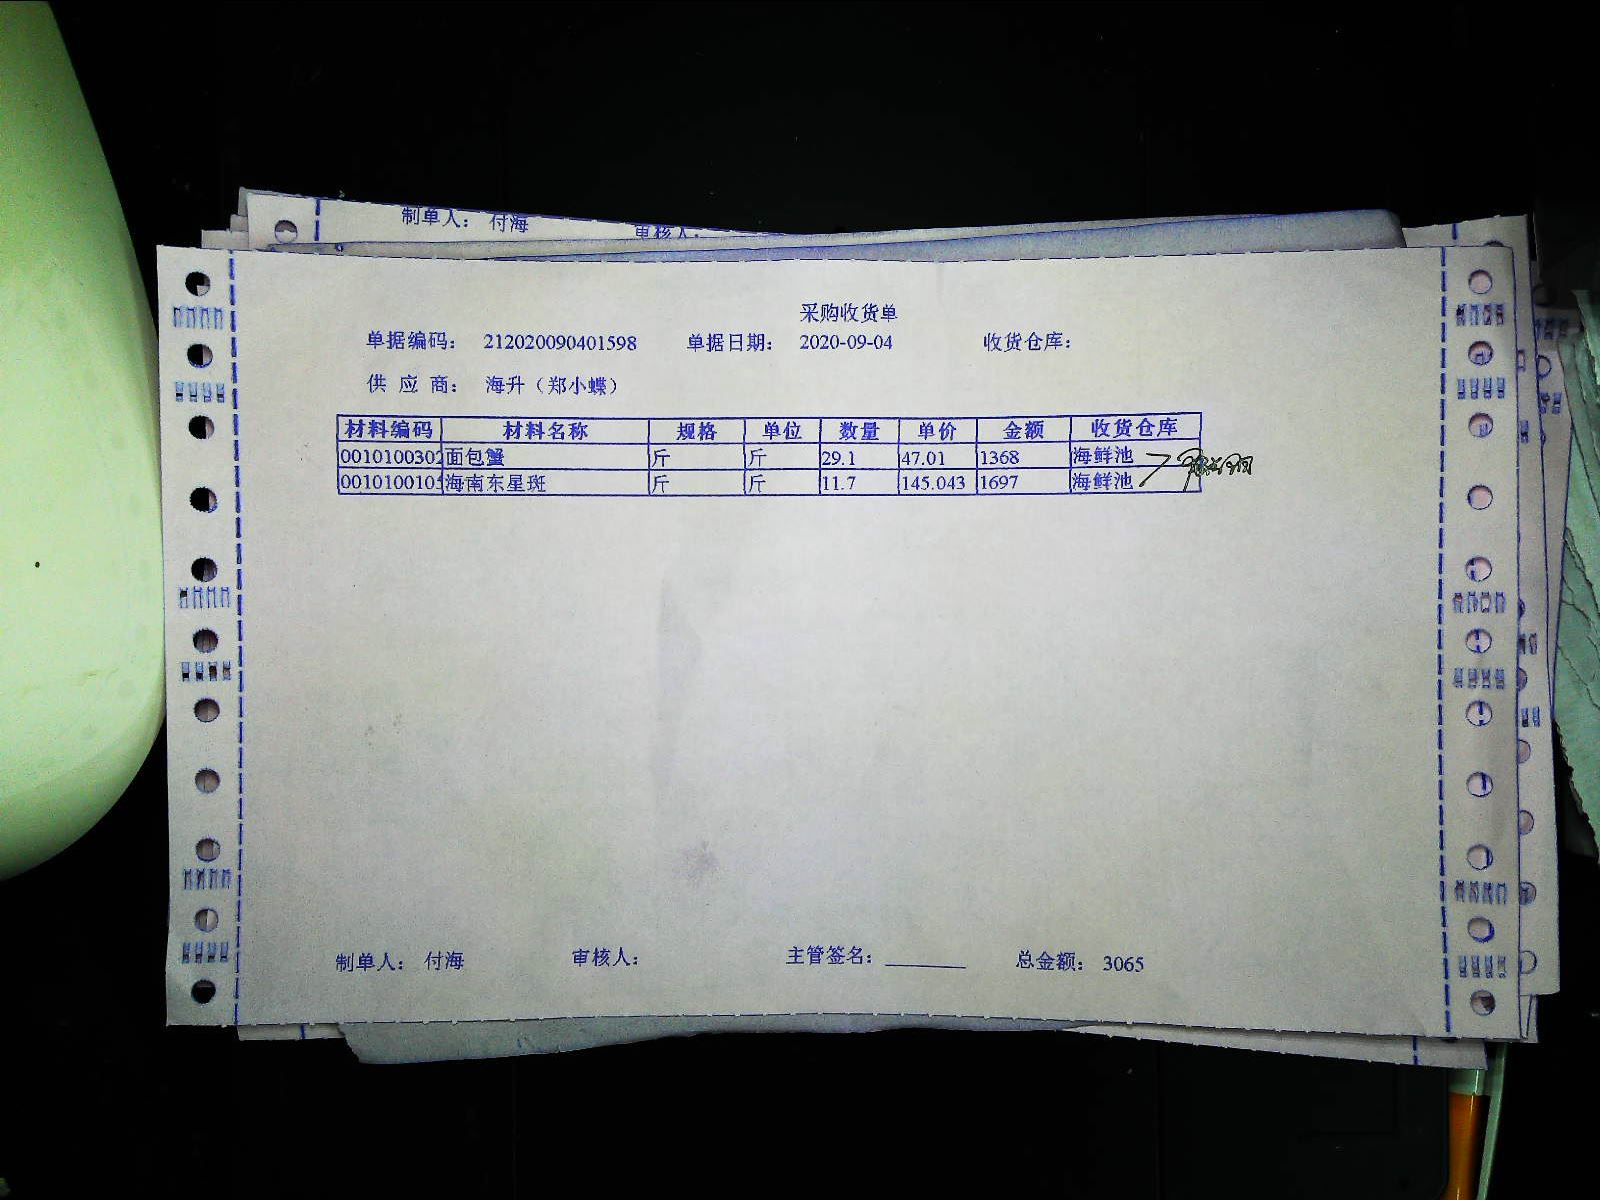 制单人： 付海
采购收货单
单据编码： 212020090401598 单据日期： 2020-09-04 收货仓库：
供 应 商： 海升（郑小蝶）
材料编码 材料名称 规格 单位 数量 单价 金额 收货仓库
0010100302 面包蟹 斤 斤 29.1 47.01 1368 海鲜池
0010100105 海南东星斑 斤 斤 11.7 145.043 1697 海鲜池
制单人： 付海 审核人： 主管签名： 总金额： 3065